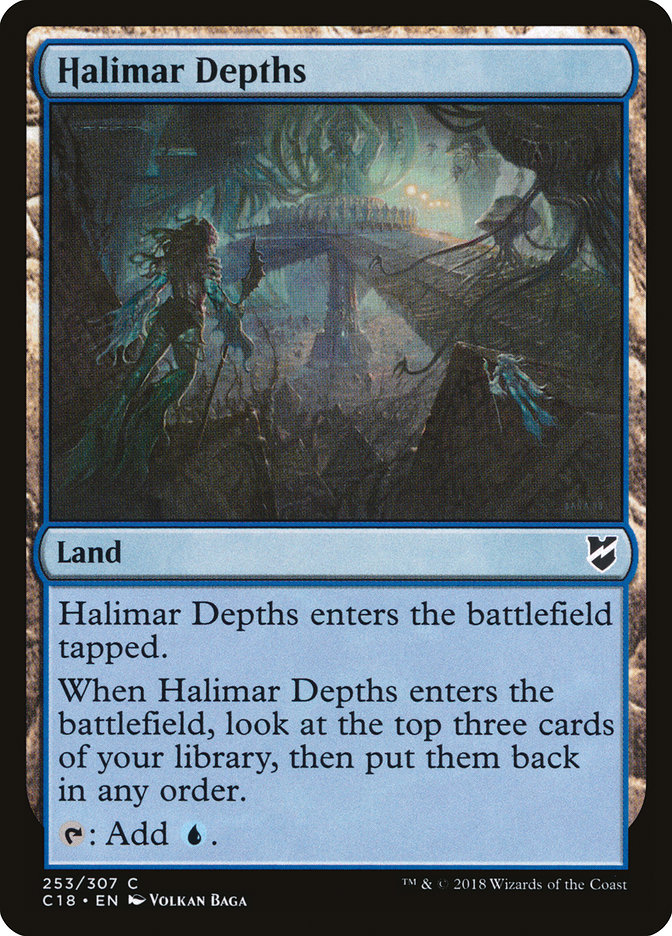 Halimar Depths
Land
Halimar Depths enters the battlefield
tapped.
When Halimar Depths enters the
battlefield, look at the top three cards
of your library, then put them back
in any order.
: Add .
253/307 C
™ & © 2018 Wizards of the Coast
C18 • EN Volkan Baga